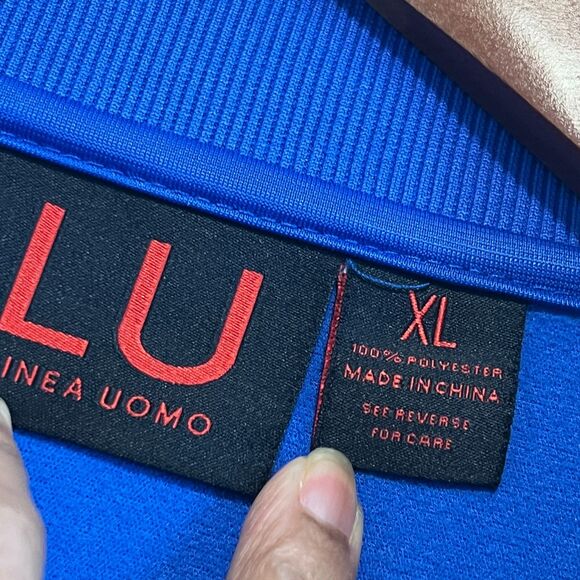 LU
INEA UOMO
XL
100% POLYESTER
MADE IN CHINA
SEE REVERSE
FOR CARE